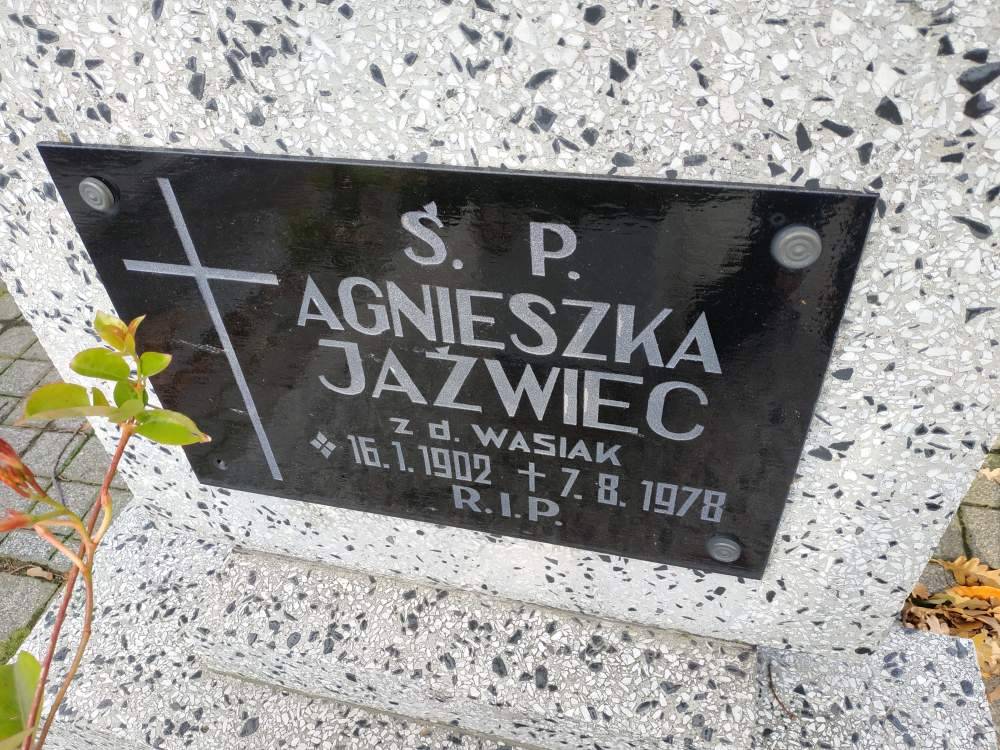 Ś. P.
AGNIESZKA
JAŹWIEC
z d. WASIAK
16.1.1902 + 7.8.1978
R.I.P.